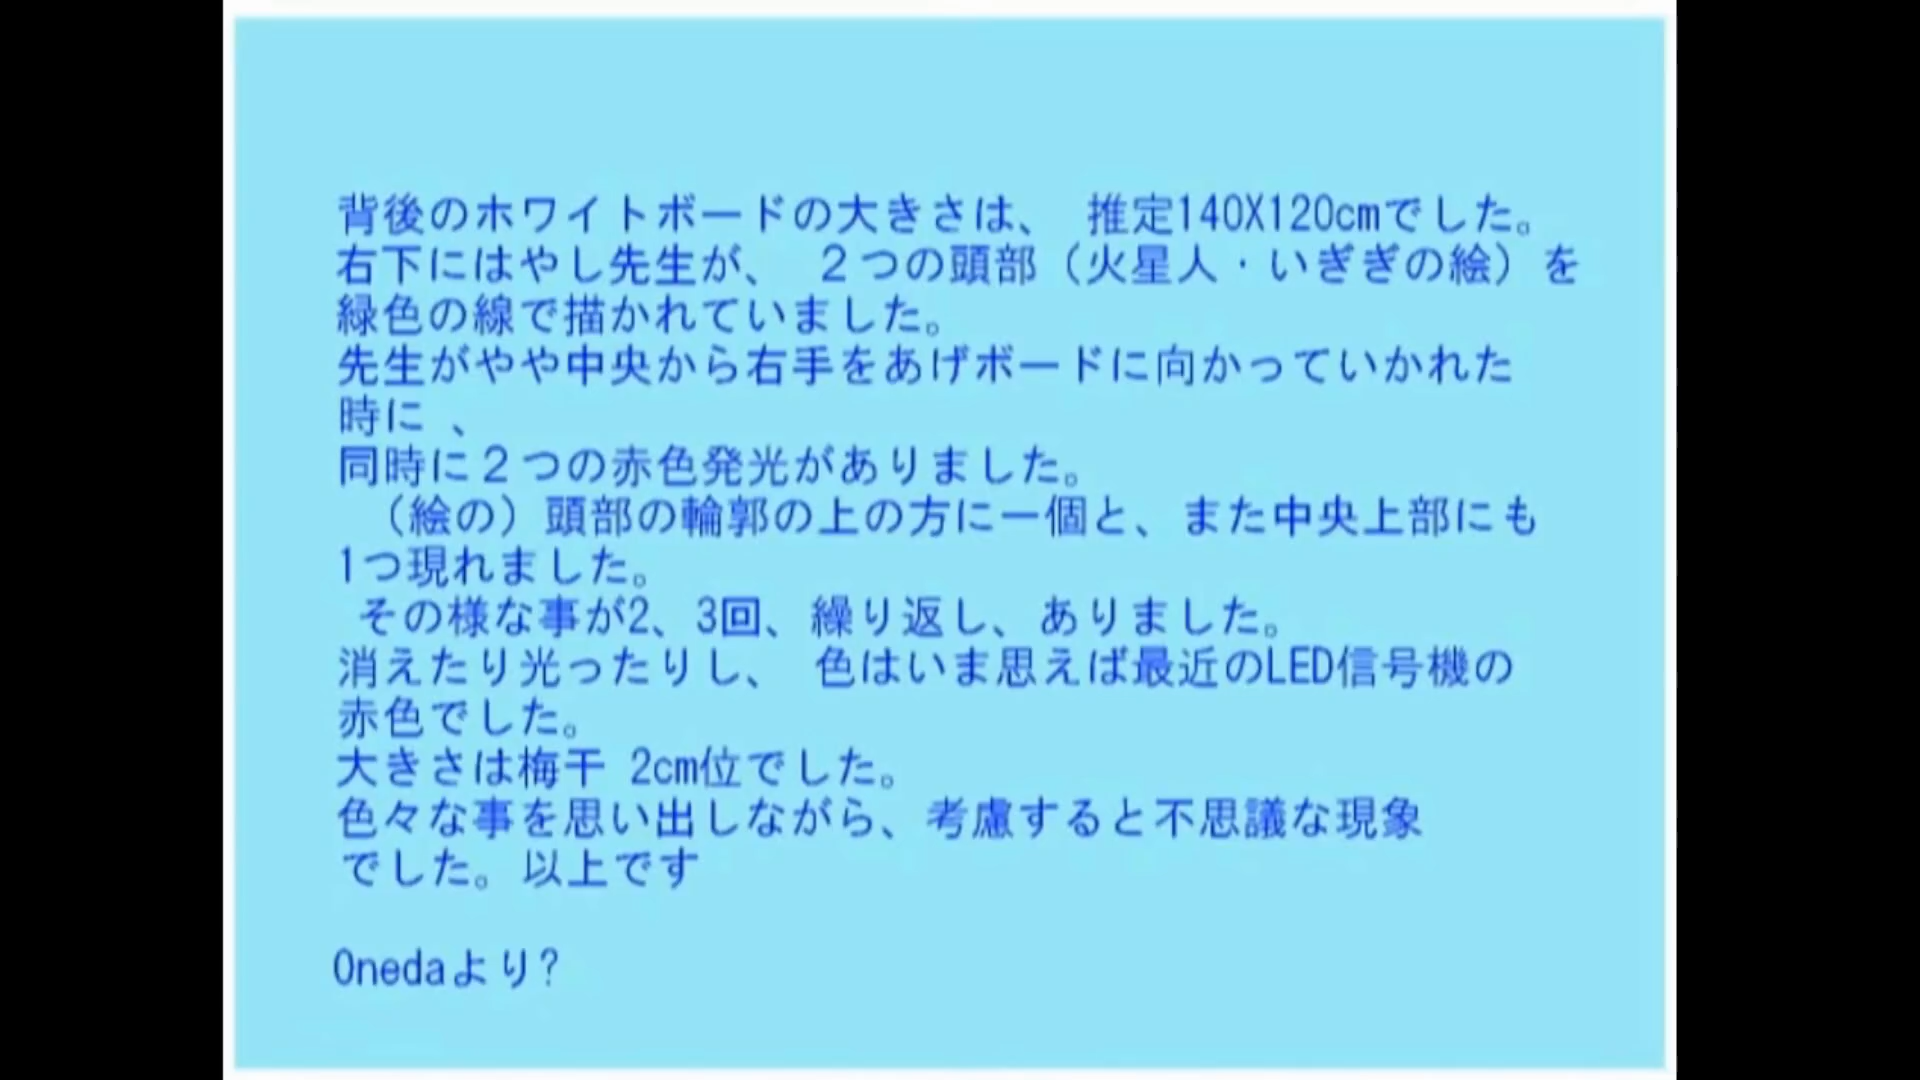 背後のホワイトボードの大きさは、 推定140X120cmでした。
右下にはやし先生が、 2つの頭部（火星人・いぎぎの絵）を
緑色の線で描かれていました。
先生がやや中央から右手をあげボードに向かっていかれた
時に 、
同時に２つの赤色発光がありました。
（絵の）頭部の輪郭の上の方に一個と、また中央上部にも
1つ現れました。
その様な事が2、3回、繰り返し、ありました。
消えたり光ったりし、 色はいま思えば最近のLED信号機の
赤色でした。
大きさは梅干 2cm位でした。
色々な事を思い出しながら、考慮すると不思議な現象
でした。以上です
Onedaより?